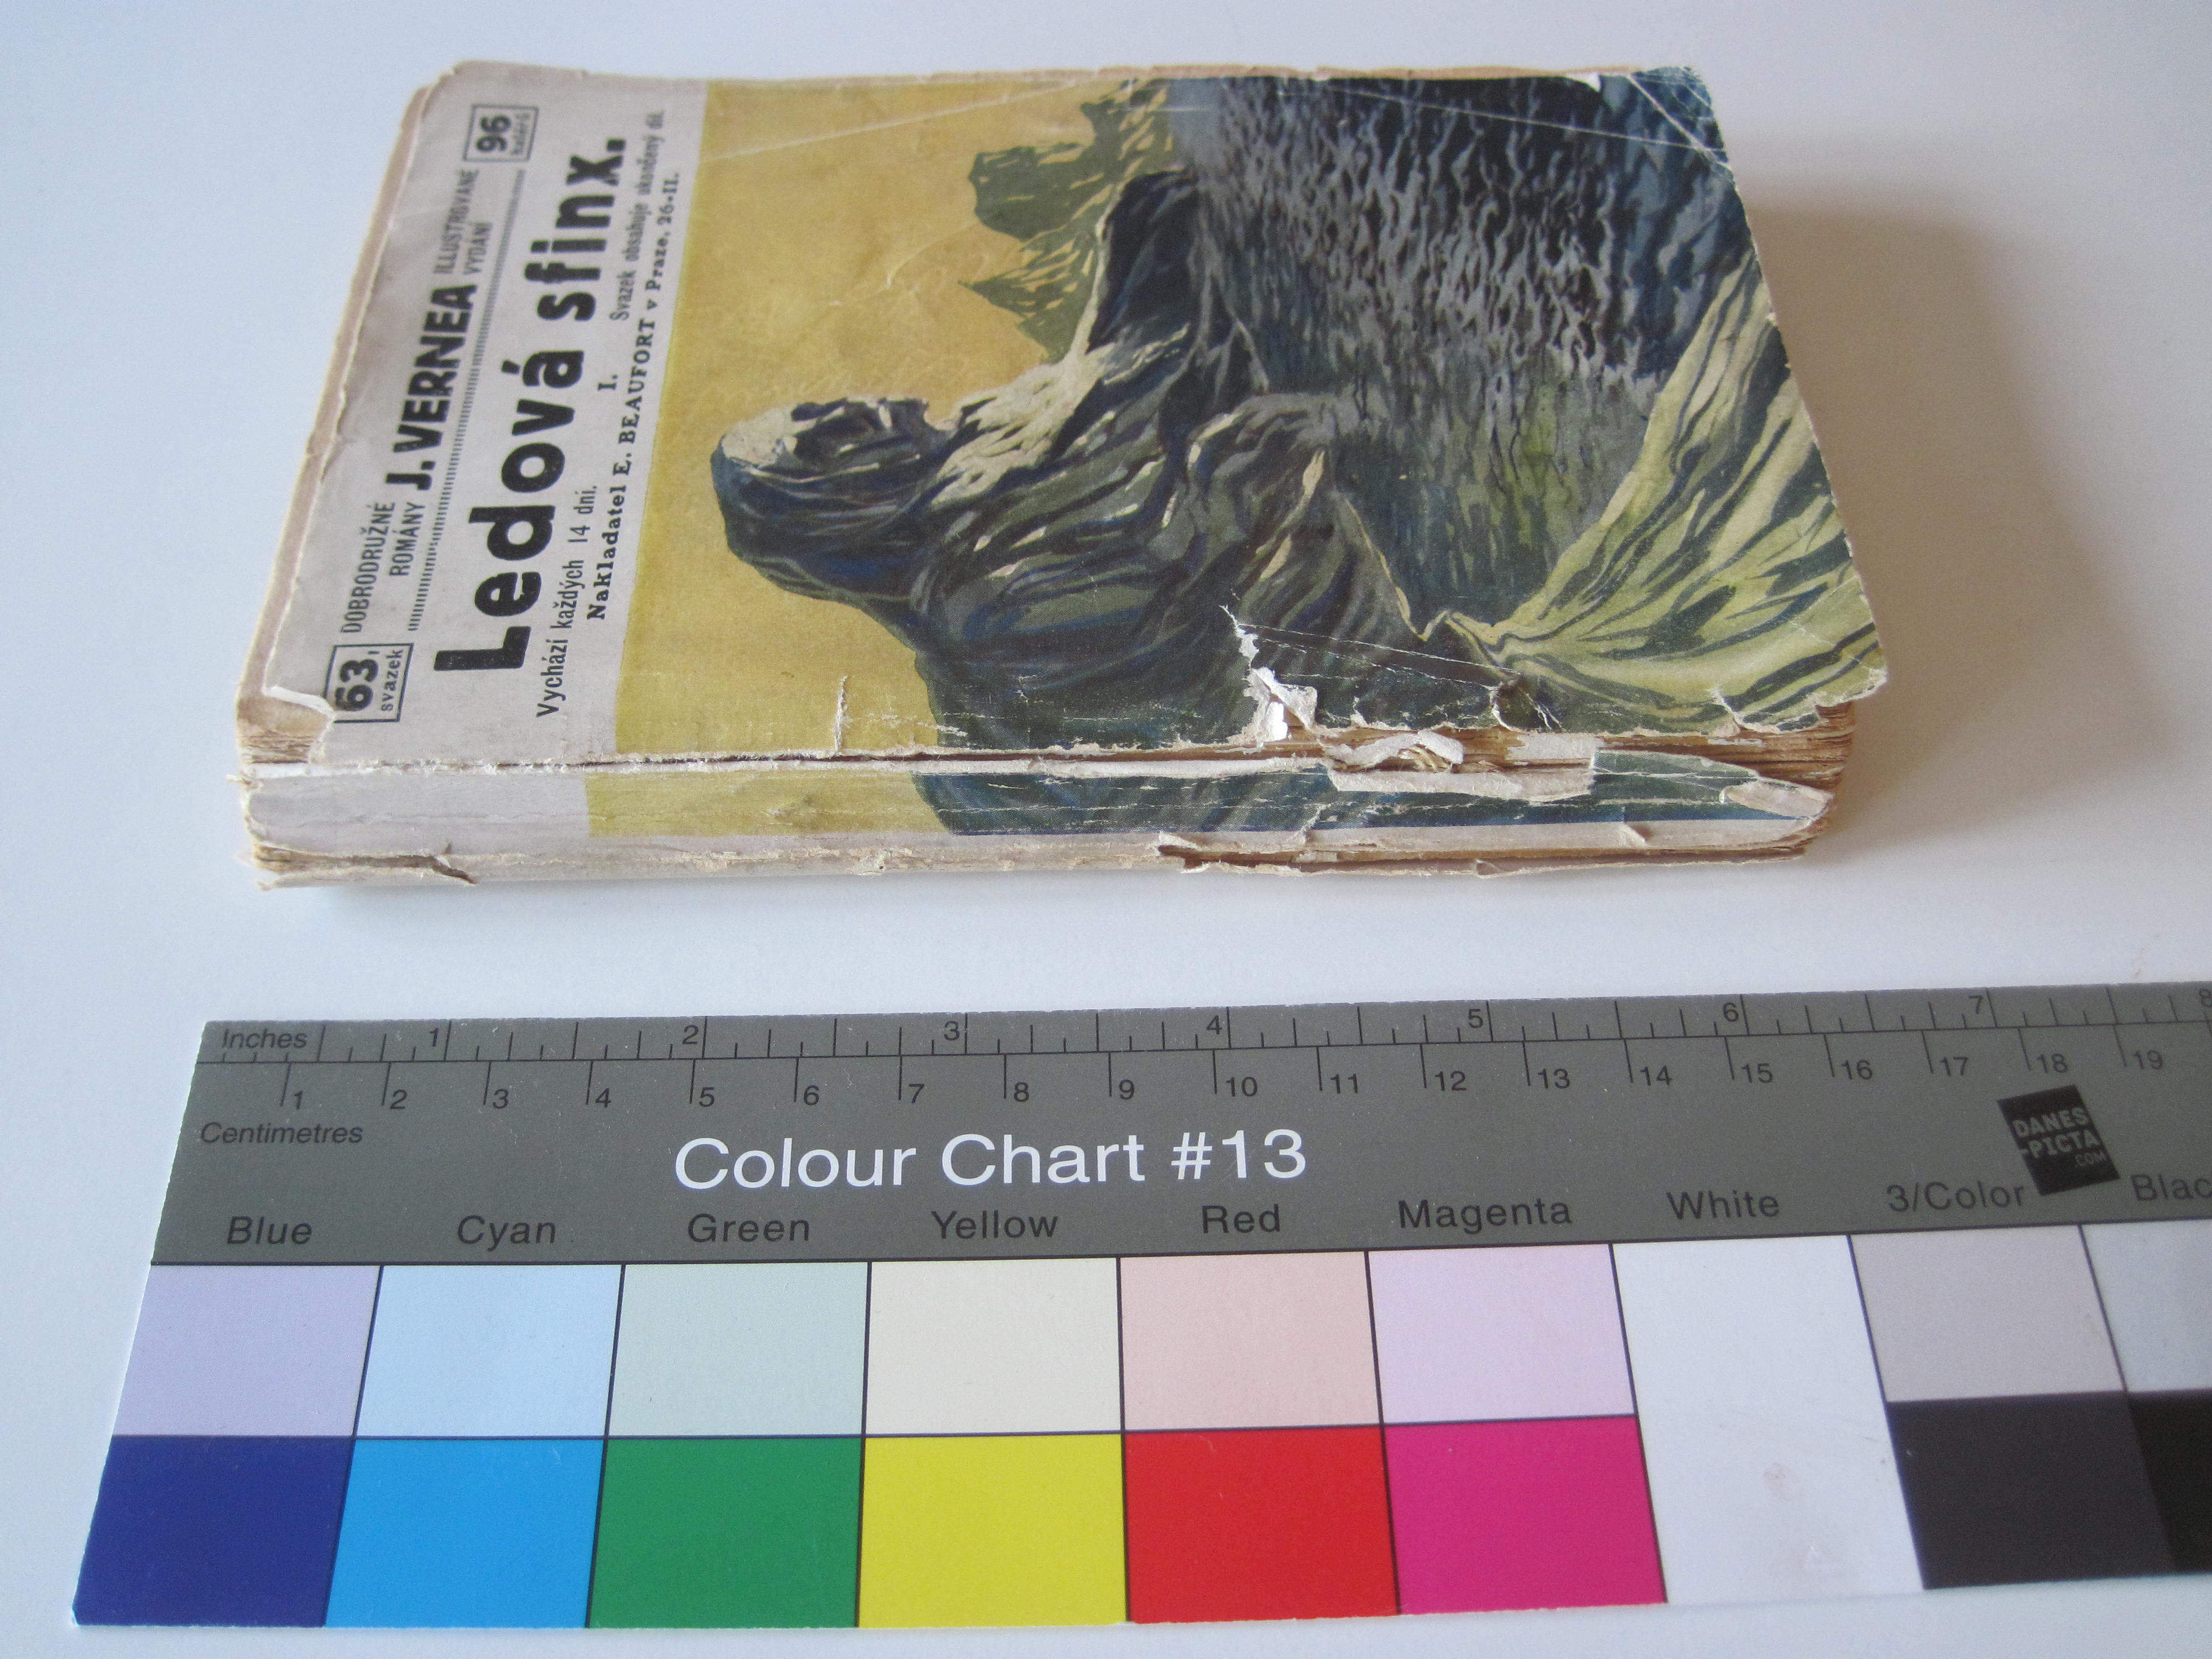 63.
svazek
DOBRODRUŽNÉ
ROMÁNY
J. VERNEA
ILLUSTROVANÉ
VYDÁNÍ
96
haléřů
Ledová sfinx.
Vychází každých 14 dní.
I.
Svazek obsahuje ukončený díl.
Nakladatel E. BEAUFORT v Praze, 26-II.
Inches 1 2 3 4 5 6 7 8
1 2 3 4 5 6 7 8 9 10 11 12 13 14 15 16 17 18 19
Centimetres
Colour Chart #13
DANES
-PICTA
.COM
Blue Cyan Green Yellow Red Magenta White 3/Color Blac